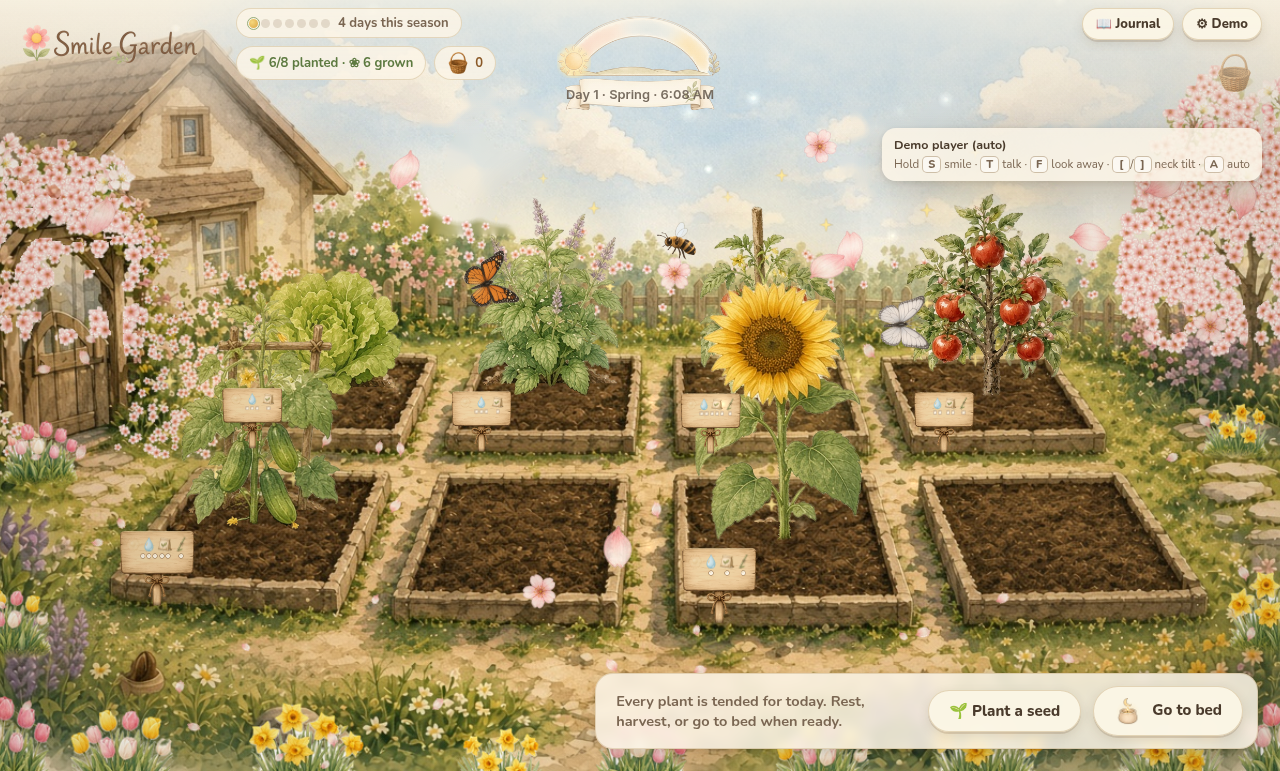 Smile Garden
4 days this season
6/8 planted · 6 grown
0
Day 1 · Spring · 6:08 AM
Journal
Demo
Demo player (auto)
Hold S smile · T talk · F look away · [ / ] neck tilt · A auto
Every plant is tended for today. Rest,
harvest, or go to bed when ready.
Plant a seed
Go to bed